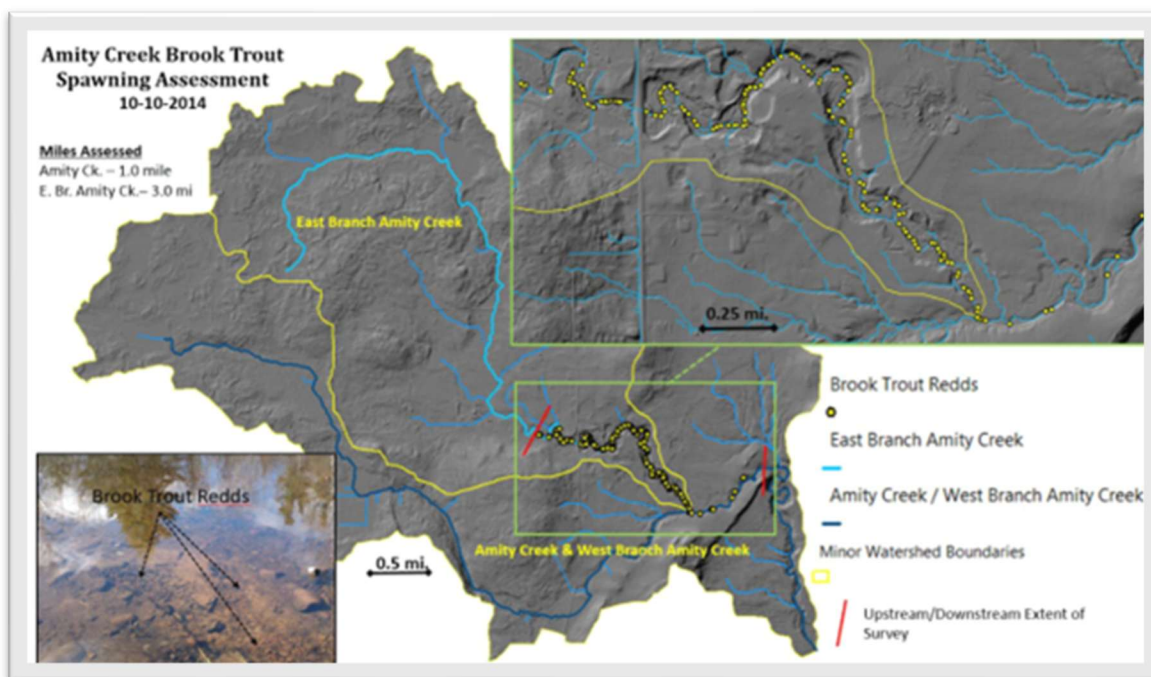 Amity Creek Brook Trout
Spawning Assessment
10-10-2014
Miles Assessed
Amity Ck. – 1.0 mile
E. Br. Amity Ck.– 3.0 mi
East Branch Amity Creek
0.25 mi.
Brook Trout Redds
East Branch Amity Creek
Amity Creek / West Branch Amity Creek
Minor Watershed Boundaries
Upstream/Downstream Extent of
Survey
Amity Creek & West Branch Amity Creek
0.5 mi.
Brook Trout Redds